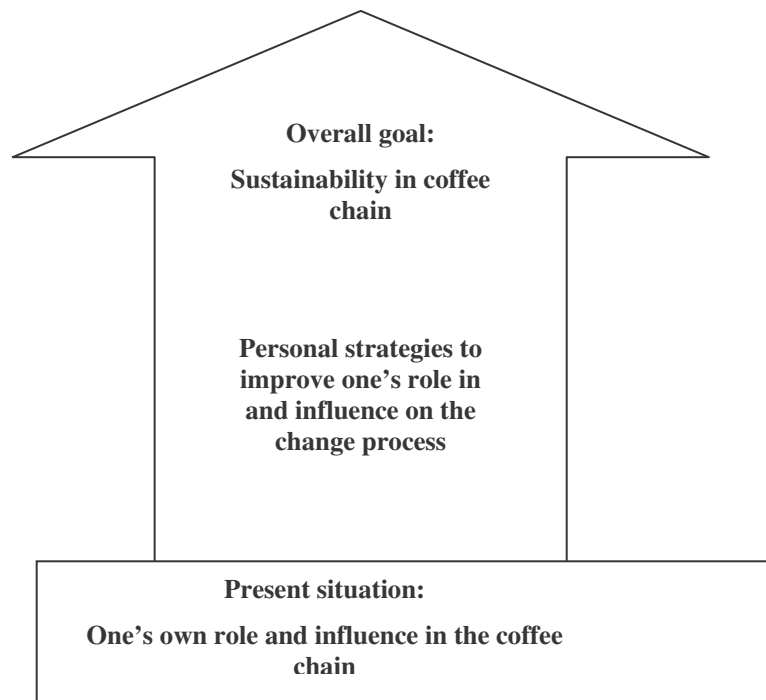 Overall goal:
Sustainability in coffee
chain
Personal strategies to
improve one’s role in
and influence on the
change process
Present situation:
One’s own role and influence in the coffee
chain